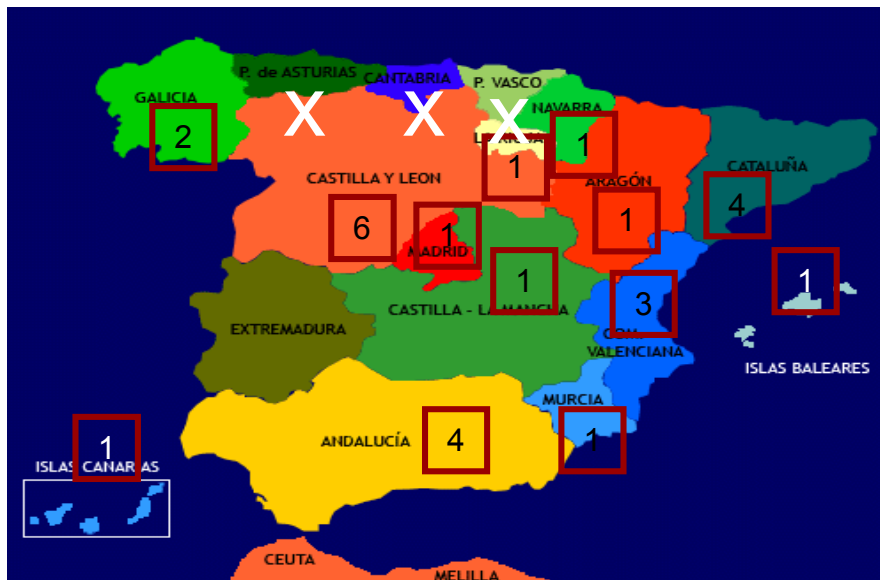 P. de ASTURIAS
CANTABRIA
P. VASCO
GALICIA
NAVARRA
X
X
X
2
LA RIOJA
1
1
CASTILLA Y LEON
ARAGÓN
CATALUÑA
6
1
1
4
MADRID
1
1
CASTILLA - LA MANCHA
3
EXTREMADURA
COM.
VALENCIANA
ISLAS BALEARES
MURCIA
ANDALUCÍA
4
1
1
ISLAS CANARIAS
CEUTA
MELILLA